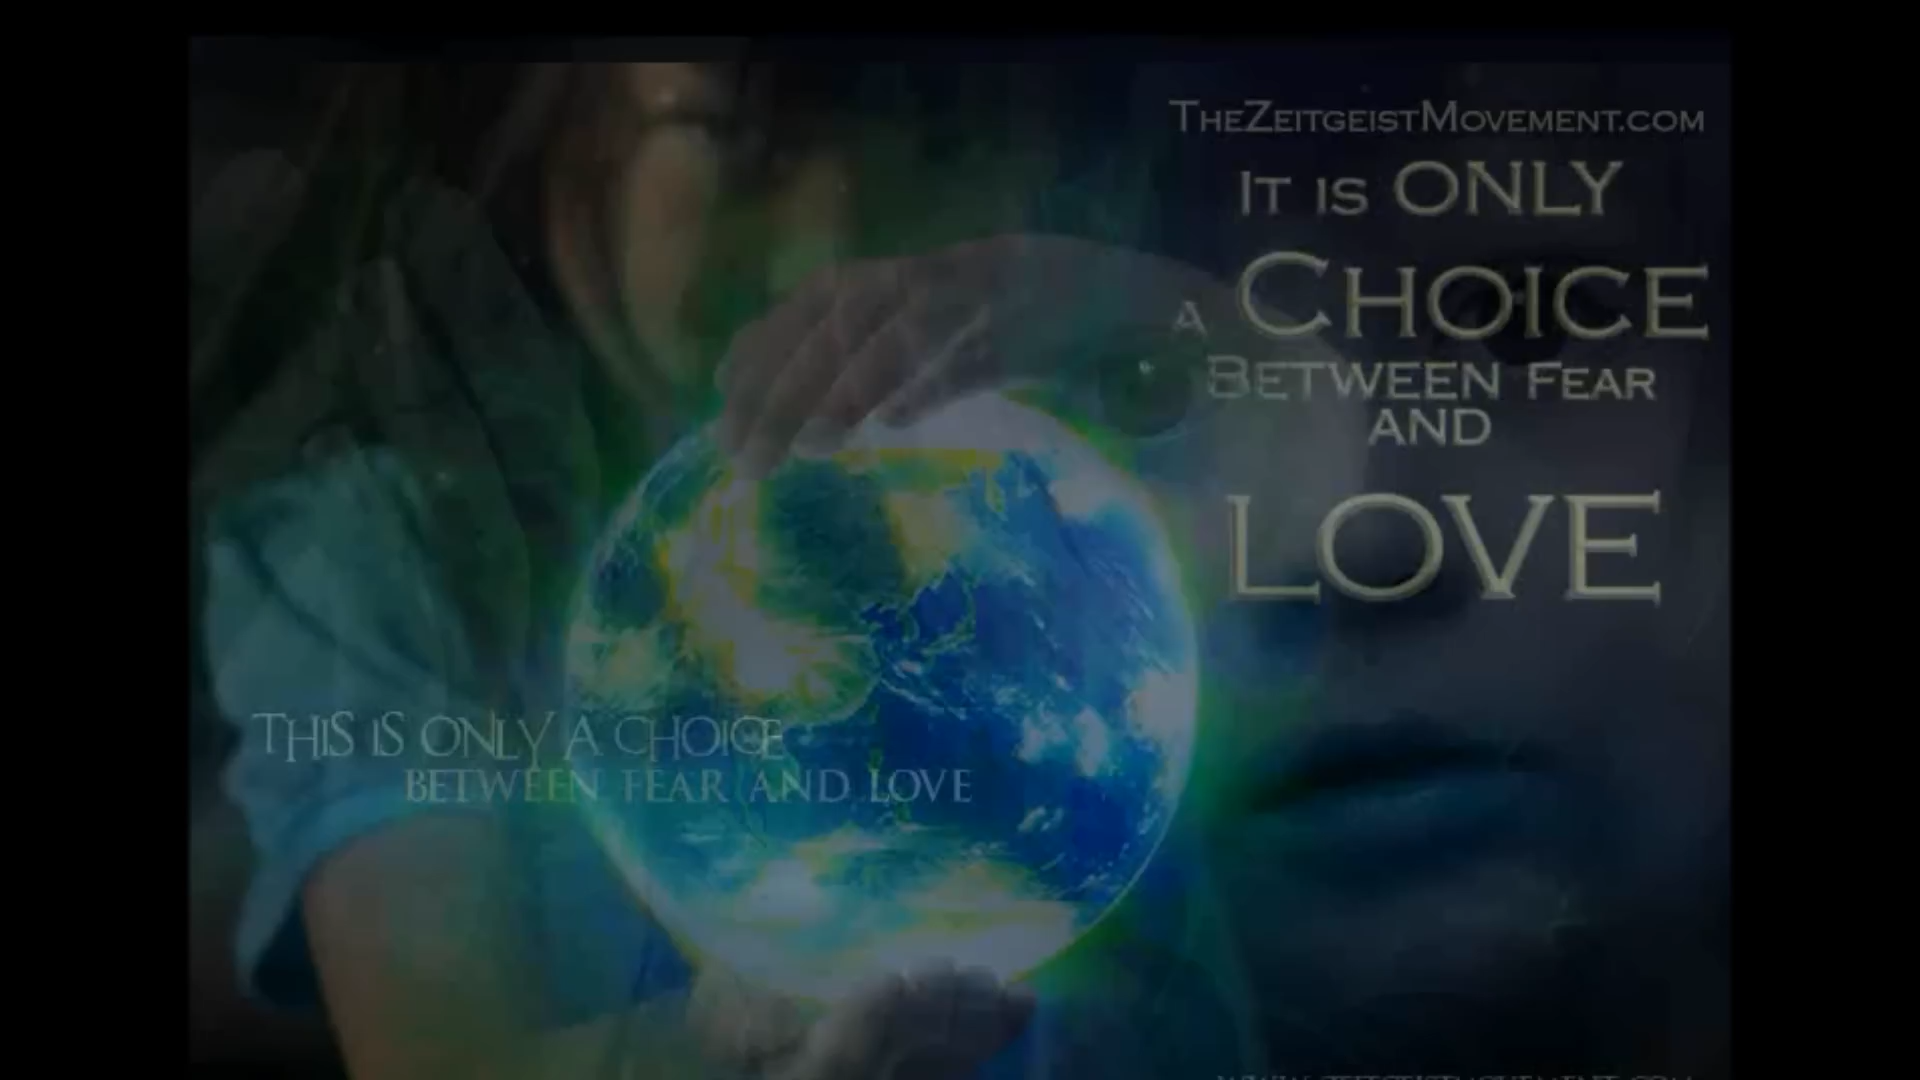 TheZeitgeistMovement.com
It is ONLY
a Choice
Between Fear
and
LOVE
THIS IS ONLY A CHOICE
BETWEEN FEAR AND LOVE